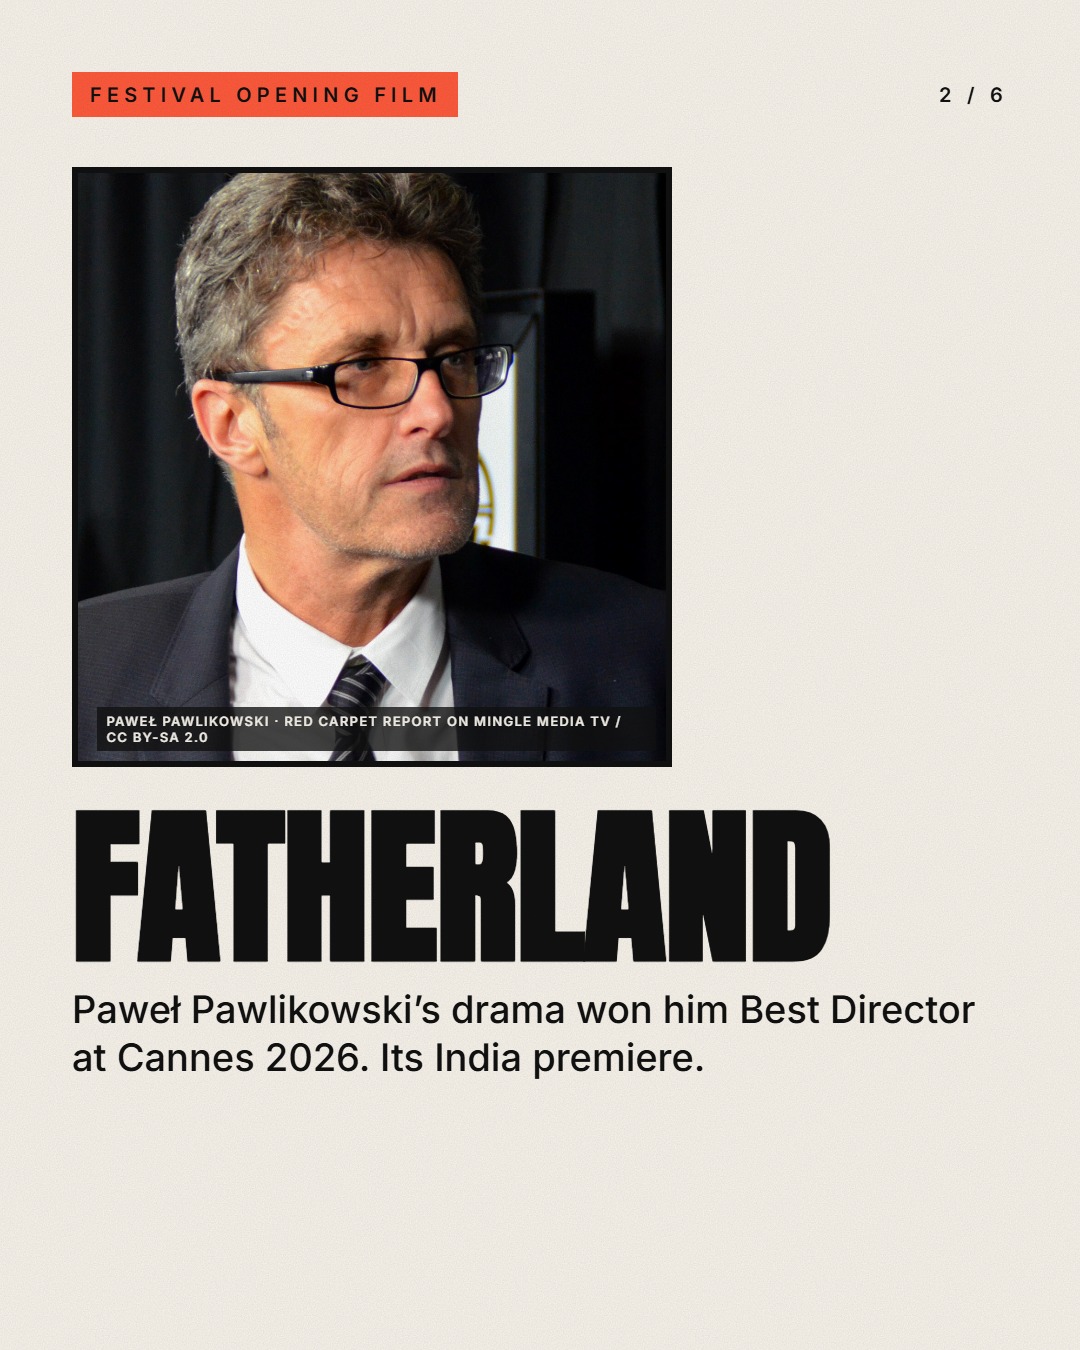 FESTIVAL OPENING FILM
2 / 6
PAWEŁ PAWLIKOWSKI · RED CARPET REPORT ON MINGLE MEDIA TV /
CC BY-SA 2.0
FATHERLAND
Paweł Pawlikowski’s drama won him Best Director
at Cannes 2026. Its India premiere.